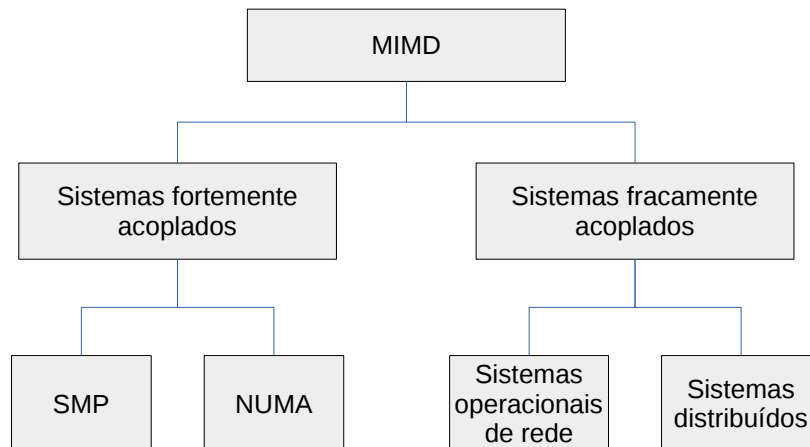 MIMD
Sistemas fortemente
acoplados
Sistemas fracamente
acoplados
SMP
NUMA
Sistemas
operacionais
de rede
Sistemas
distribuídos